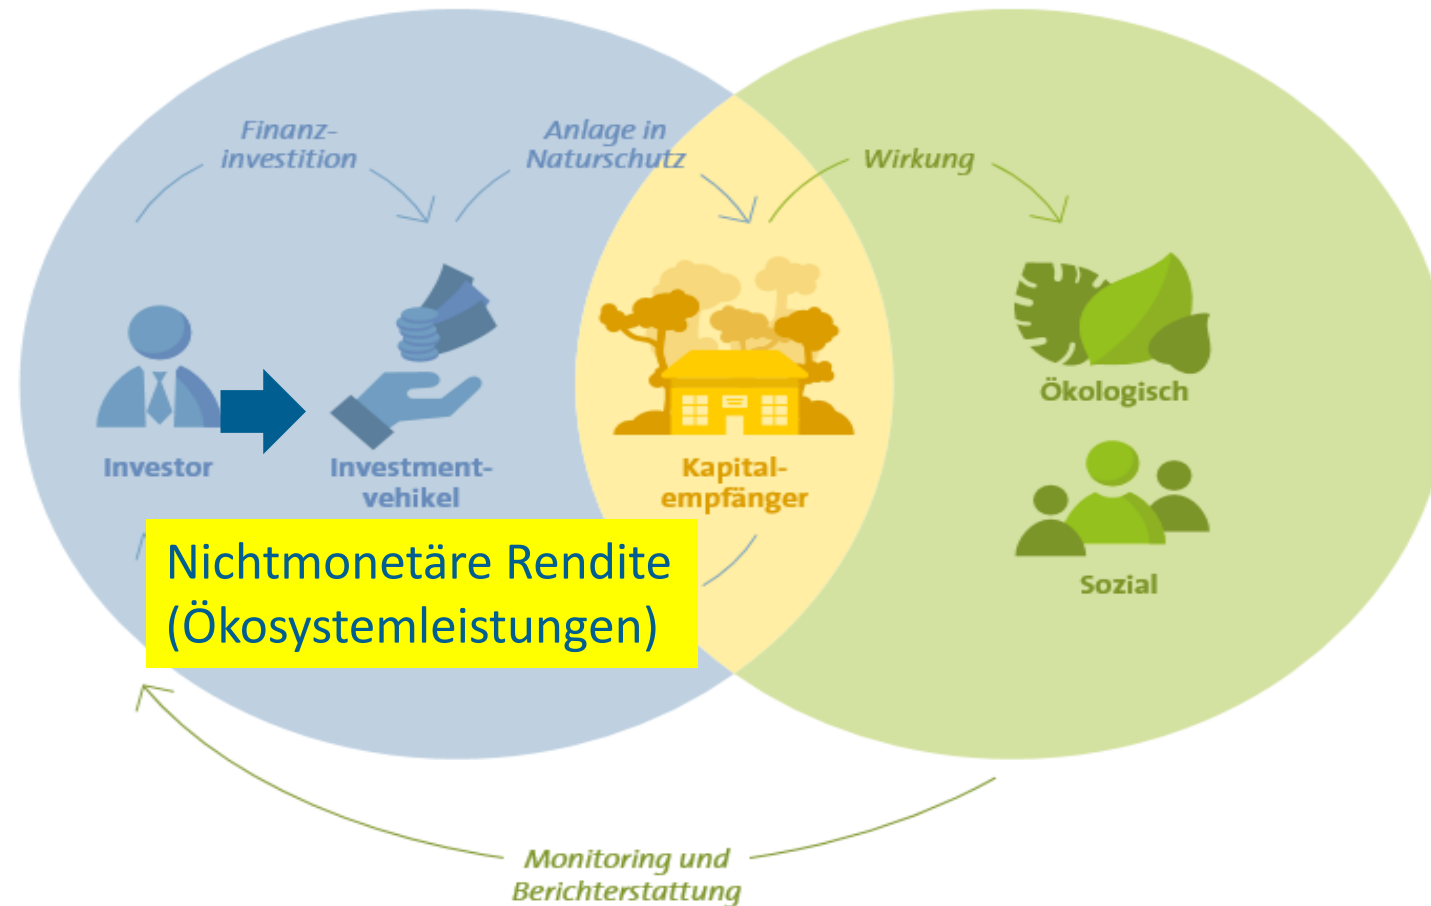 Finanz-
investition
Anlage in
Naturschutz
Wirkung
Ökologisch
Investor
Investment-
vehikel
Kapital-
empfänger
Sozial
Nichtmonetäre Rendite
(Ökosystemleistungen)
Monitoring und
Berichterstattung